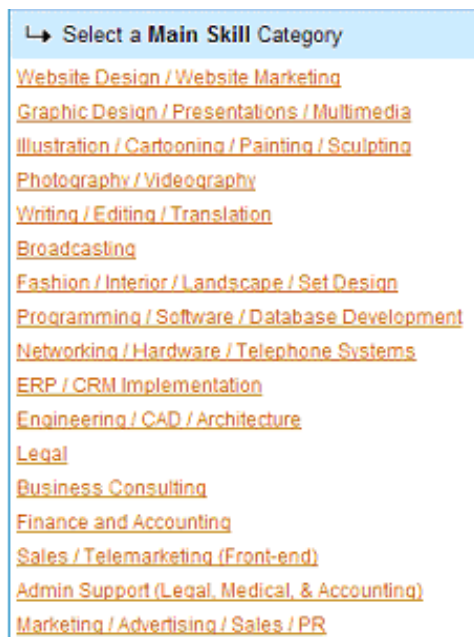 Select a Main Skill Category
Website Design / Website Marketing
Graphic Design / Presentations / Multimedia
Illustration / Cartooning / Painting / Sculpting
Photography / Videography
Writing / Editing / Translation
Broadcasting
Fashion / Interior / Landscape / Set Design
Programming / Software / Database Development
Networking / Hardware / Telephone Systems
ERP / CRM Implementation
Engineering / CAD / Architecture
Legal
Business Consulting
Finance and Accounting
Sales / Telemarketing (Front-end)
Admin Support (Legal, Medical, & Accounting)
Marketing / Advertising / Sales / PR